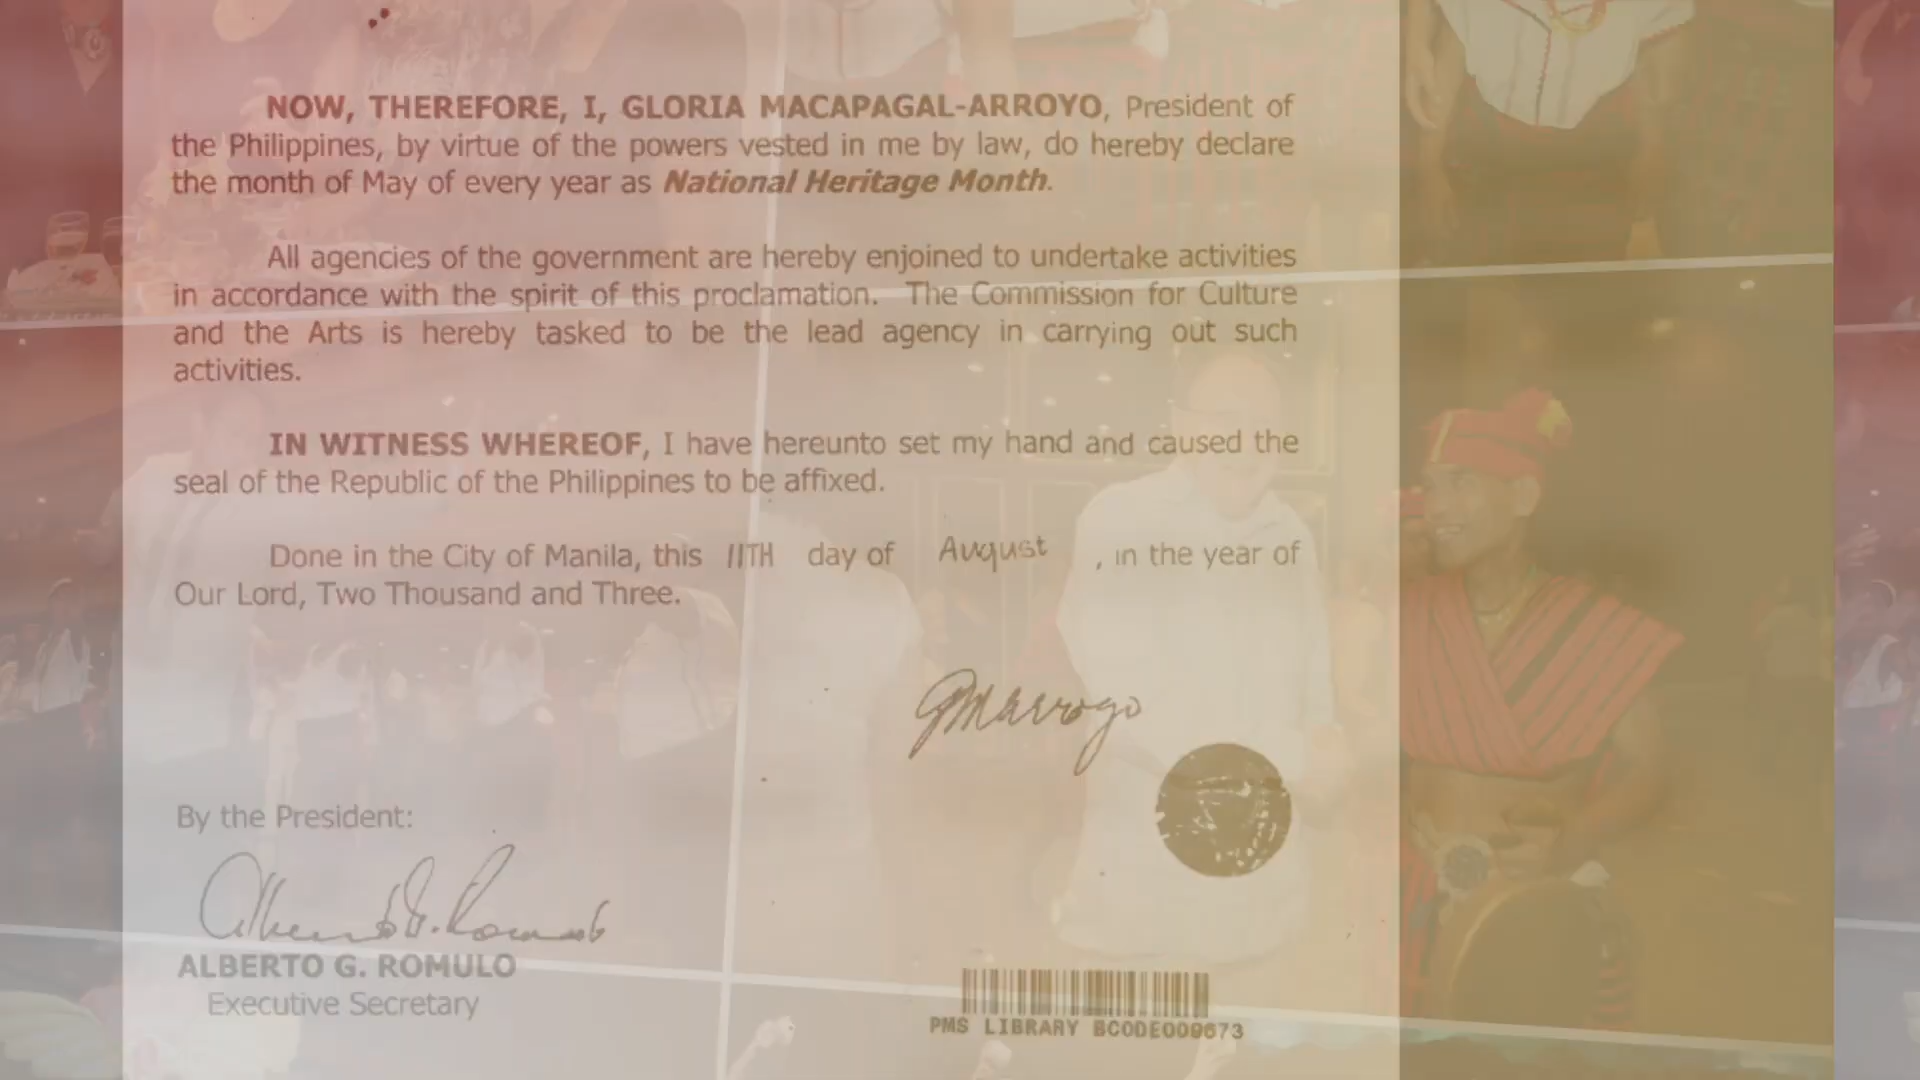 NOW, THEREFORE, I, GLORIA MACAPAGAL-ARROYO, President of
the Philippines, by virtue of the powers vested in me by law, do hereby declare
the month of May of every year as National Heritage Month.
All agencies of the government are hereby enjoined to undertake activities
in accordance with the spirit of this proclamation. The Commission for Culture
and the Arts is hereby tasked to be the lead agency in carrying out such
activities.
IN WITNESS WHEREOF, I have hereunto set my hand and caused the
seal of the Republic of the Philippines to be affixed.
Done in the City of Manila, this 11TH day of August , in the year of
Our Lord, Two Thousand and Three.
GMArroyo
By the President:
Alberto G. Romulo
ALBERTO G. ROMULO
Executive Secretary
PMS LIBRARY BCODE009673